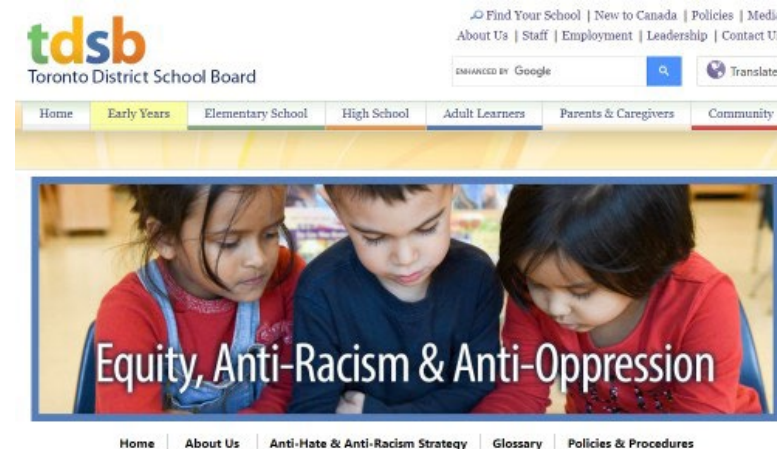 Find Your School | New to Canada | Policies | Media
tdsb
About Us | Staff | Employment | Leadership | Contact U
Toronto District School Board
ENHANCED BY Google
Translate
Home Early Years Elementary School High School Adult Learners Parents & Caregivers Community
Equity, Anti-Racism & Anti-Oppression
Home About Us Anti-Hate & Anti-Racism Strategy Glossary Policies & Procedures